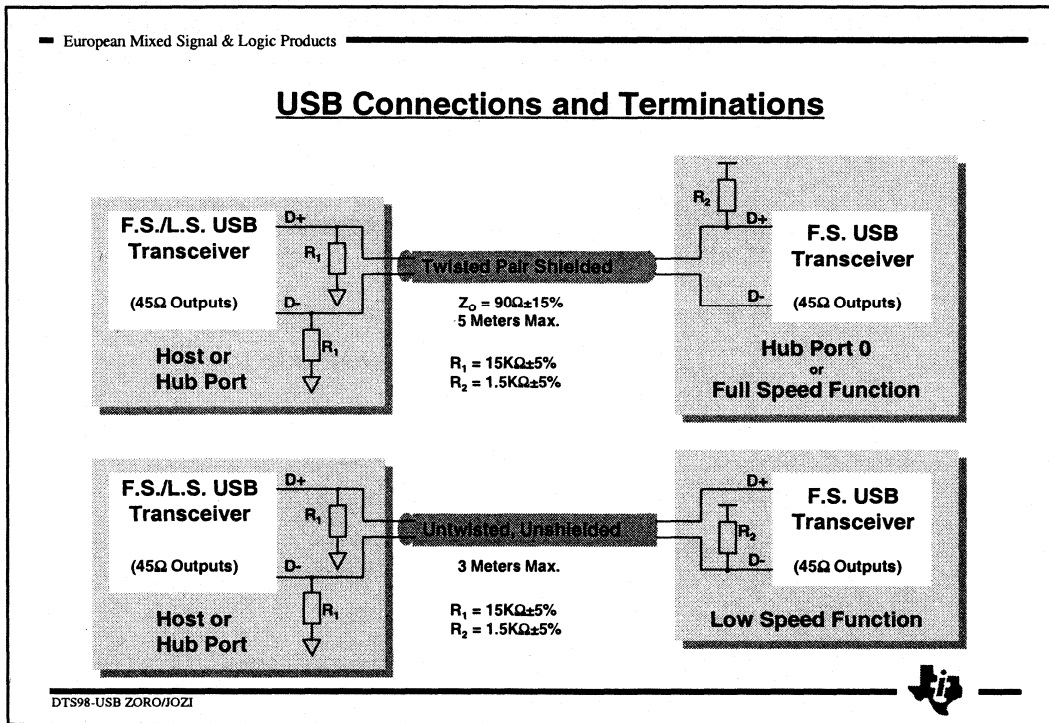 European Mixed Signal & Logic Products
USB Connections and Terminations
F.S./L.S. USB
Transceiver
(45Ω Outputs)
D+
R₁
D-
R₁
Host or
Hub Port
Twisted Pair Shielded
Z₀ = 90Ω±15%
5 Meters Max.
R₁ = 15KΩ±5%
R₂ = 1.5KΩ±5%
R₂
D+
D-
F.S. USB
Transceiver
(45Ω Outputs)
Hub Port 0
or
Full Speed Function
F.S./L.S. USB
Transceiver
(45Ω Outputs)
D+
R₁
D-
R₁
Host or
Hub Port
Untwisted, Unshielded
3 Meters Max.
R₁ = 15KΩ±5%
R₂ = 1.5KΩ±5%
D+
R₂
D-
F.S. USB
Transceiver
(45Ω Outputs)
Low Speed Function
DTS98-USB ZORO/JOZI
ti